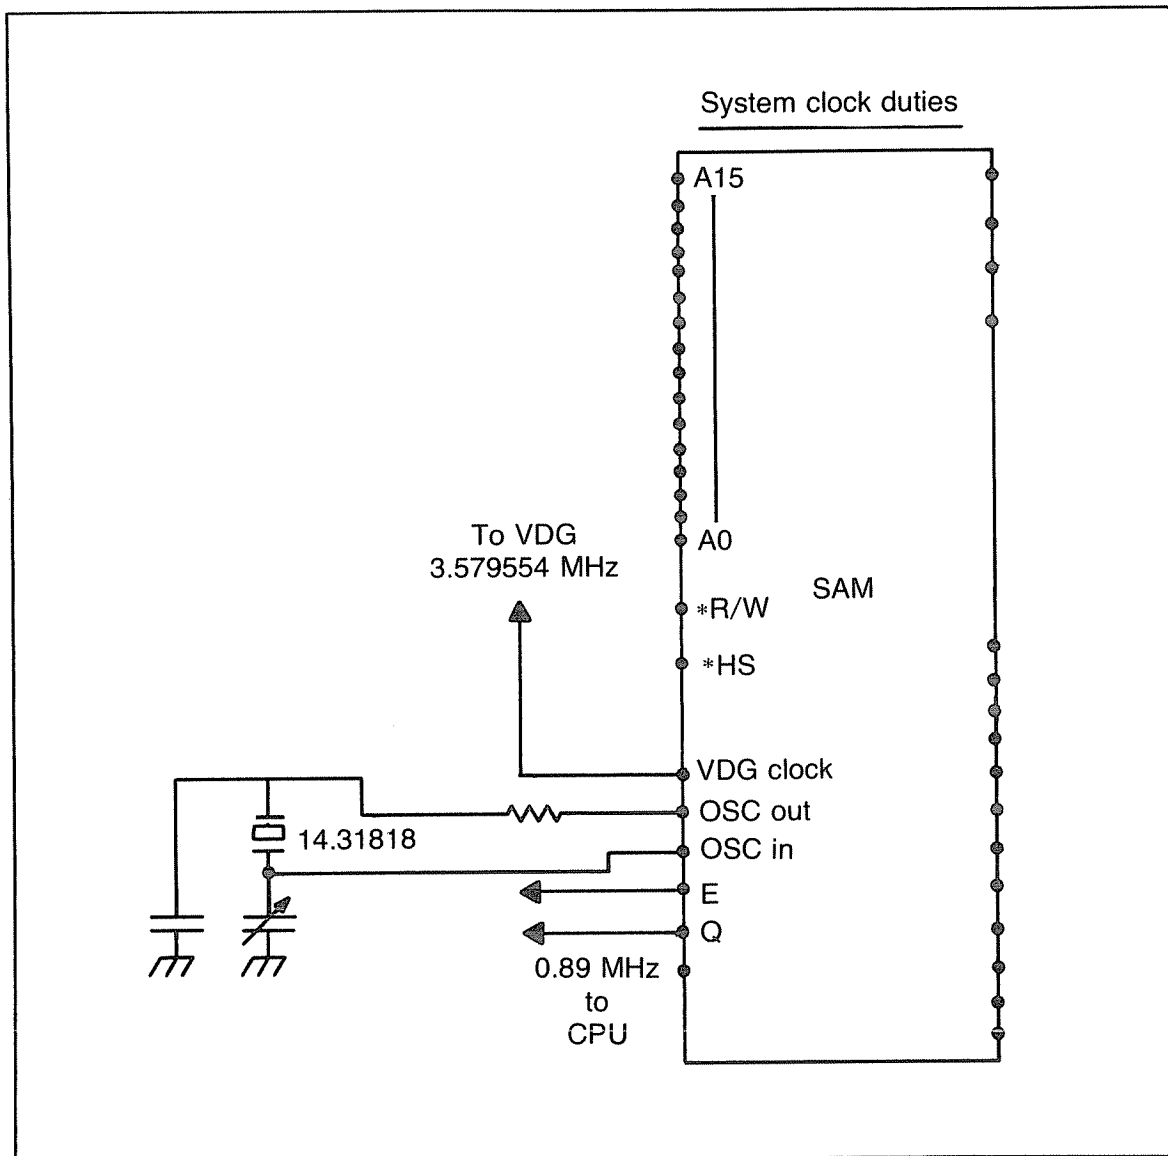 System clock duties
A15
A0
To VDG
3.579554 MHz
SAM
*R/W
*HS
VDG clock
OSC out
14.31818
OSC in
E
Q
0.89 MHz
to
CPU